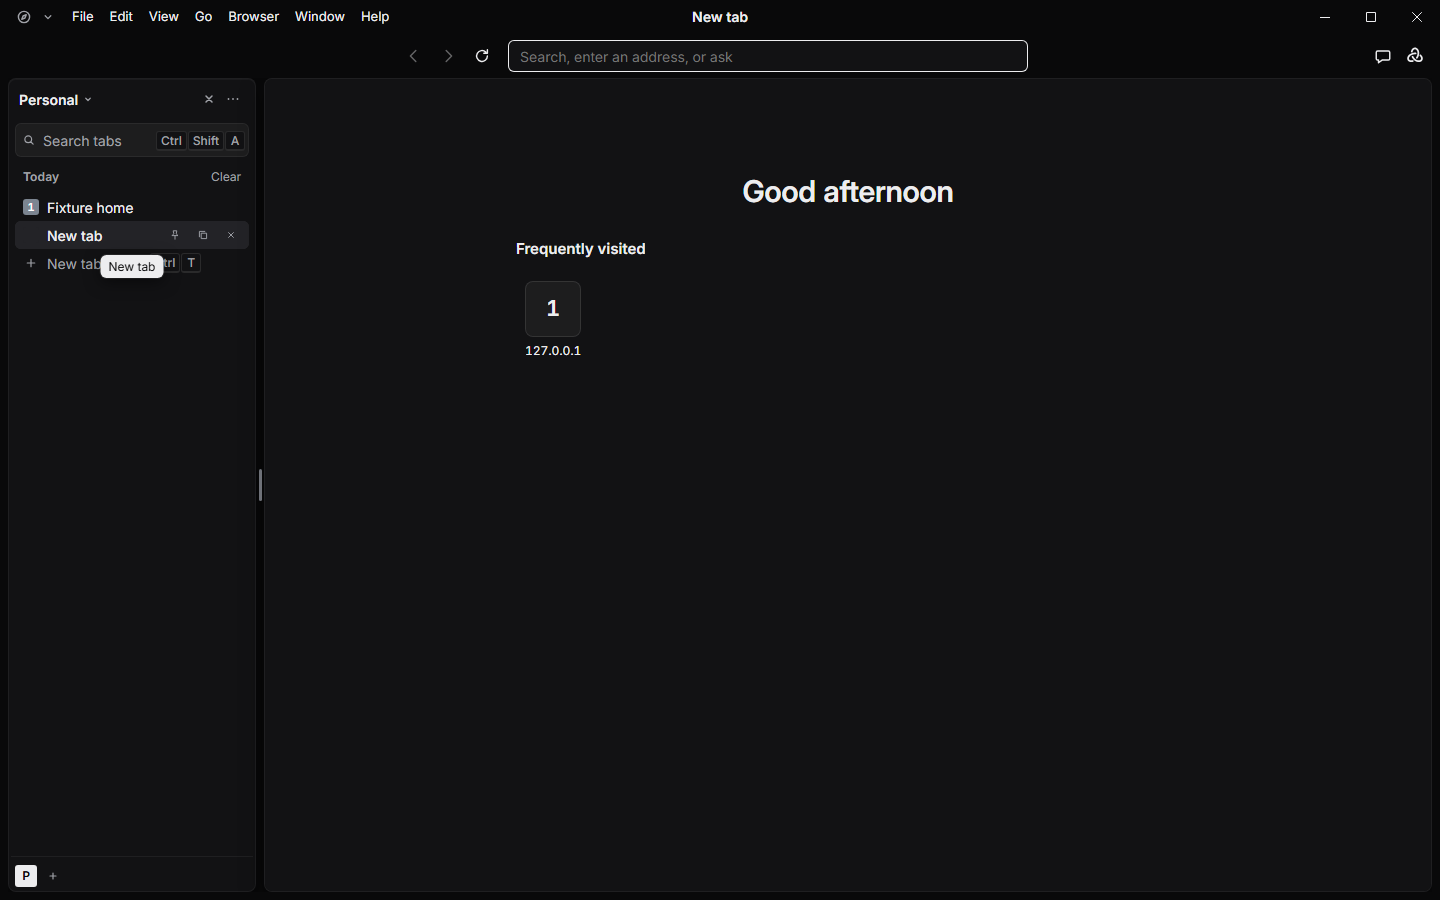 File Edit View Go Browser Window Help
New tab
Search, enter an address, or ask
Personal
Search tabs Ctrl Shift A
Today Clear
1 Fixture home
New tab
New tab T
New tab
Good afternoon
Frequently visited
1
127.0.0.1
P